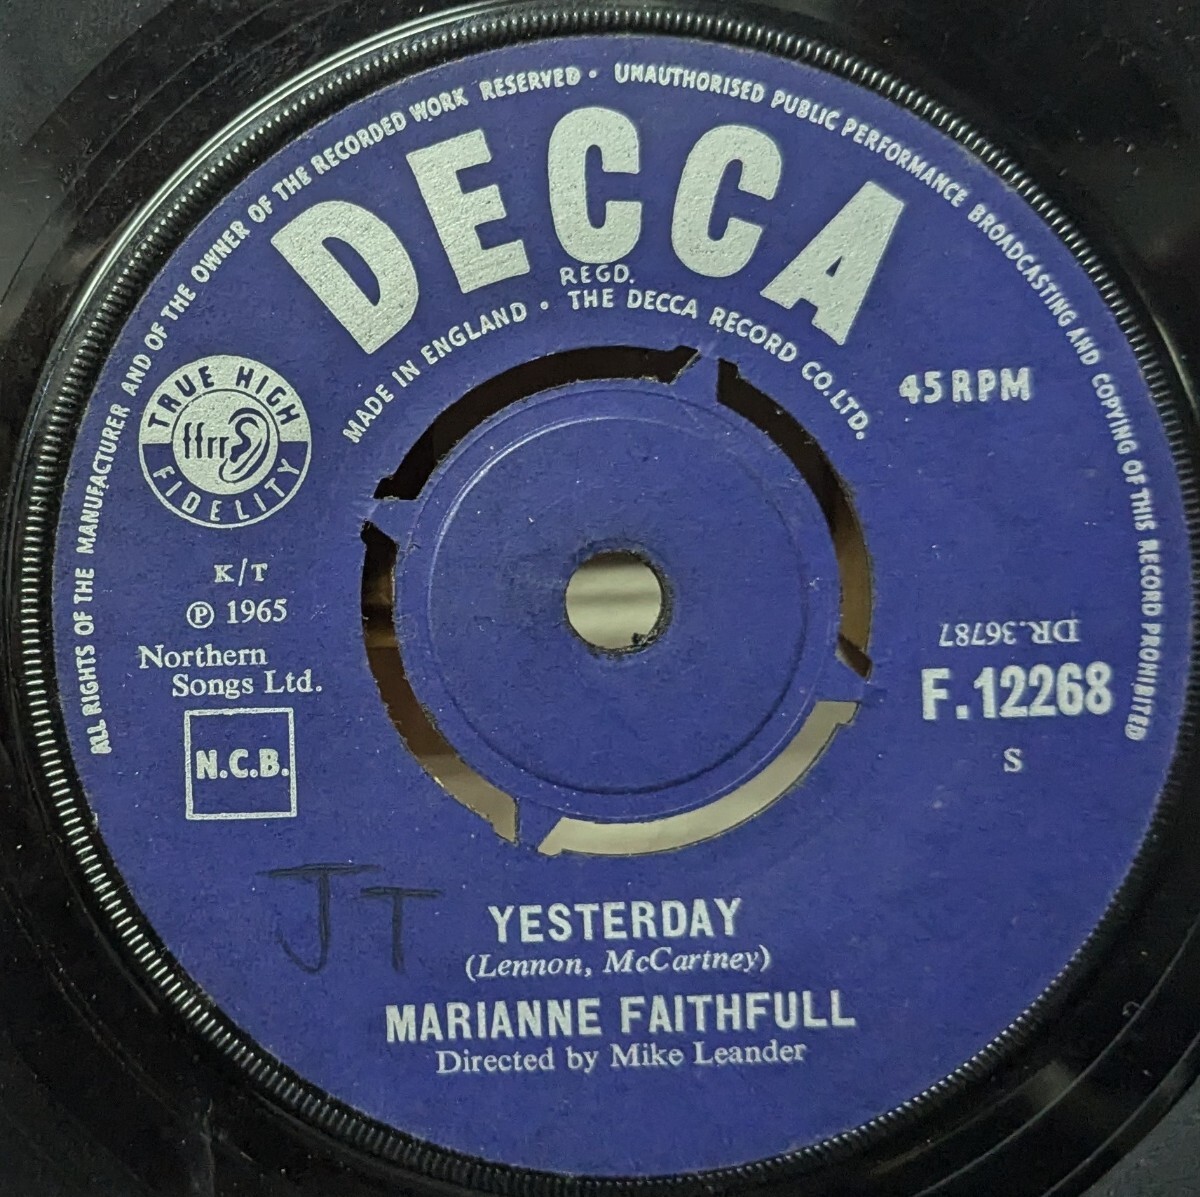 ALL RIGHTS OF THE MANUFACTURER AND OF THE OWNER OF THE RECORDED WORK RESERVED · UNAUTHORISED PUBLIC PERFORMANCE BROADCASTING AND COPYING OF THIS RECORD PROHIBITED
DECCA
REGD.
MADE IN ENGLAND · THE DECCA RECORD CO. LTD.
TRUE HIGH
ffrr
FIDELITY
45 RPM
K/T
℗ 1965
Northern
Songs Ltd.
N.C.B.
DR.36787
F.12268
S
JT
YESTERDAY
(Lennon, McCartney)
MARIANNE FAITHFULL
Directed by Mike Leander